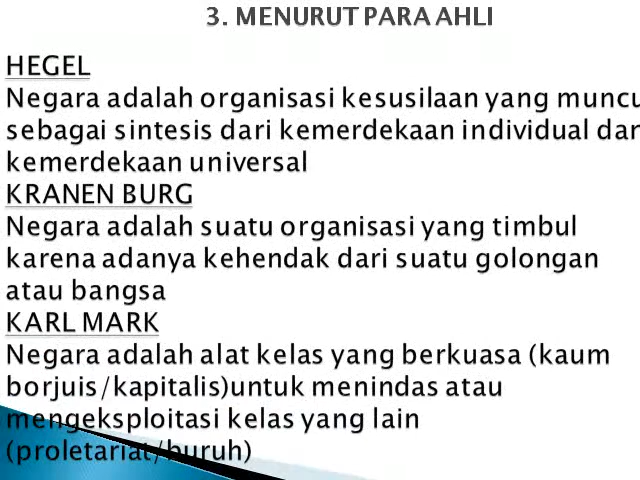 3. MENURUT PARA AHLI
HEGEL
Negara adalah organisasi kesusilaan yang muncu
sebagai sintesis dari kemerdekaan individual dan
kemerdekaan universal
KRANEN BURG
Negara adalah suatu organisasi yang timbul
karena adanya kehendak dari suatu golongan
atau bangsa
KARL MARK
Negara adalah alat kelas yang berkuasa (kaum
borjuis/kapitalis)untuk menindas atau
mengeksploitasi kelas yang lain
(proletariat/buruh)